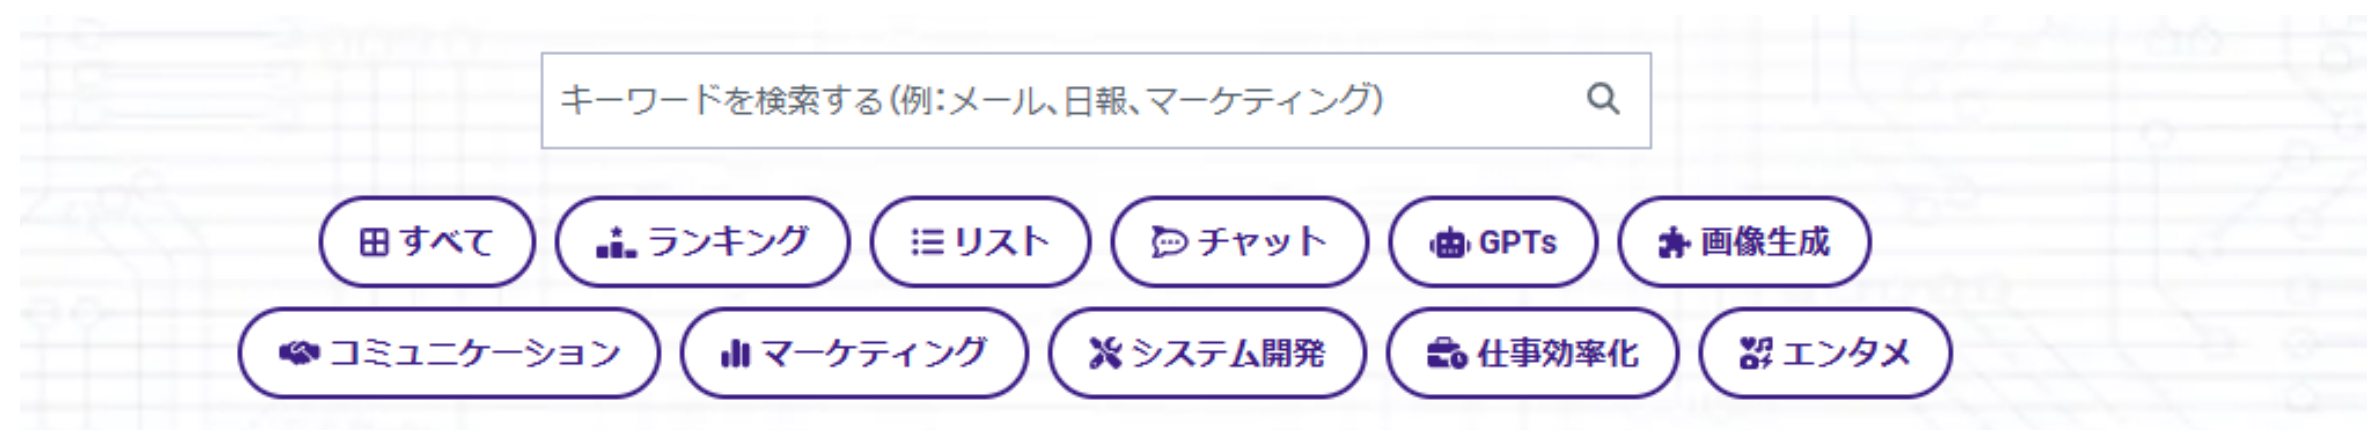 キーワードを検索する(例:メール、日報、マーケティング)
すべて ランキング リスト チャット GPTs 画像生成
コミュニケーション マーケティング システム開発 仕事効率化 エンタメ